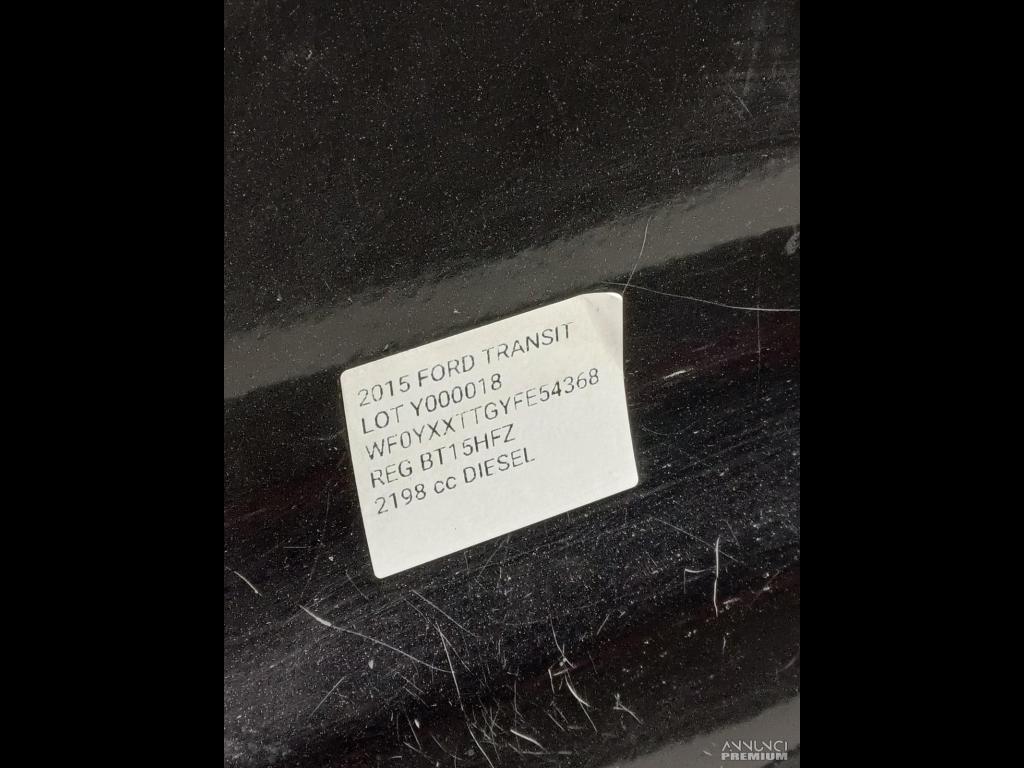 2015 FORD TRANSIT
LOT Y000018
WF0YXXTTGYFE54368
REG BT15HFZ
2198 cc DIESEL
ANNUNCI
PREMIUM